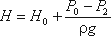 H = H₀ + (P₀ − P₂)/(ρg)